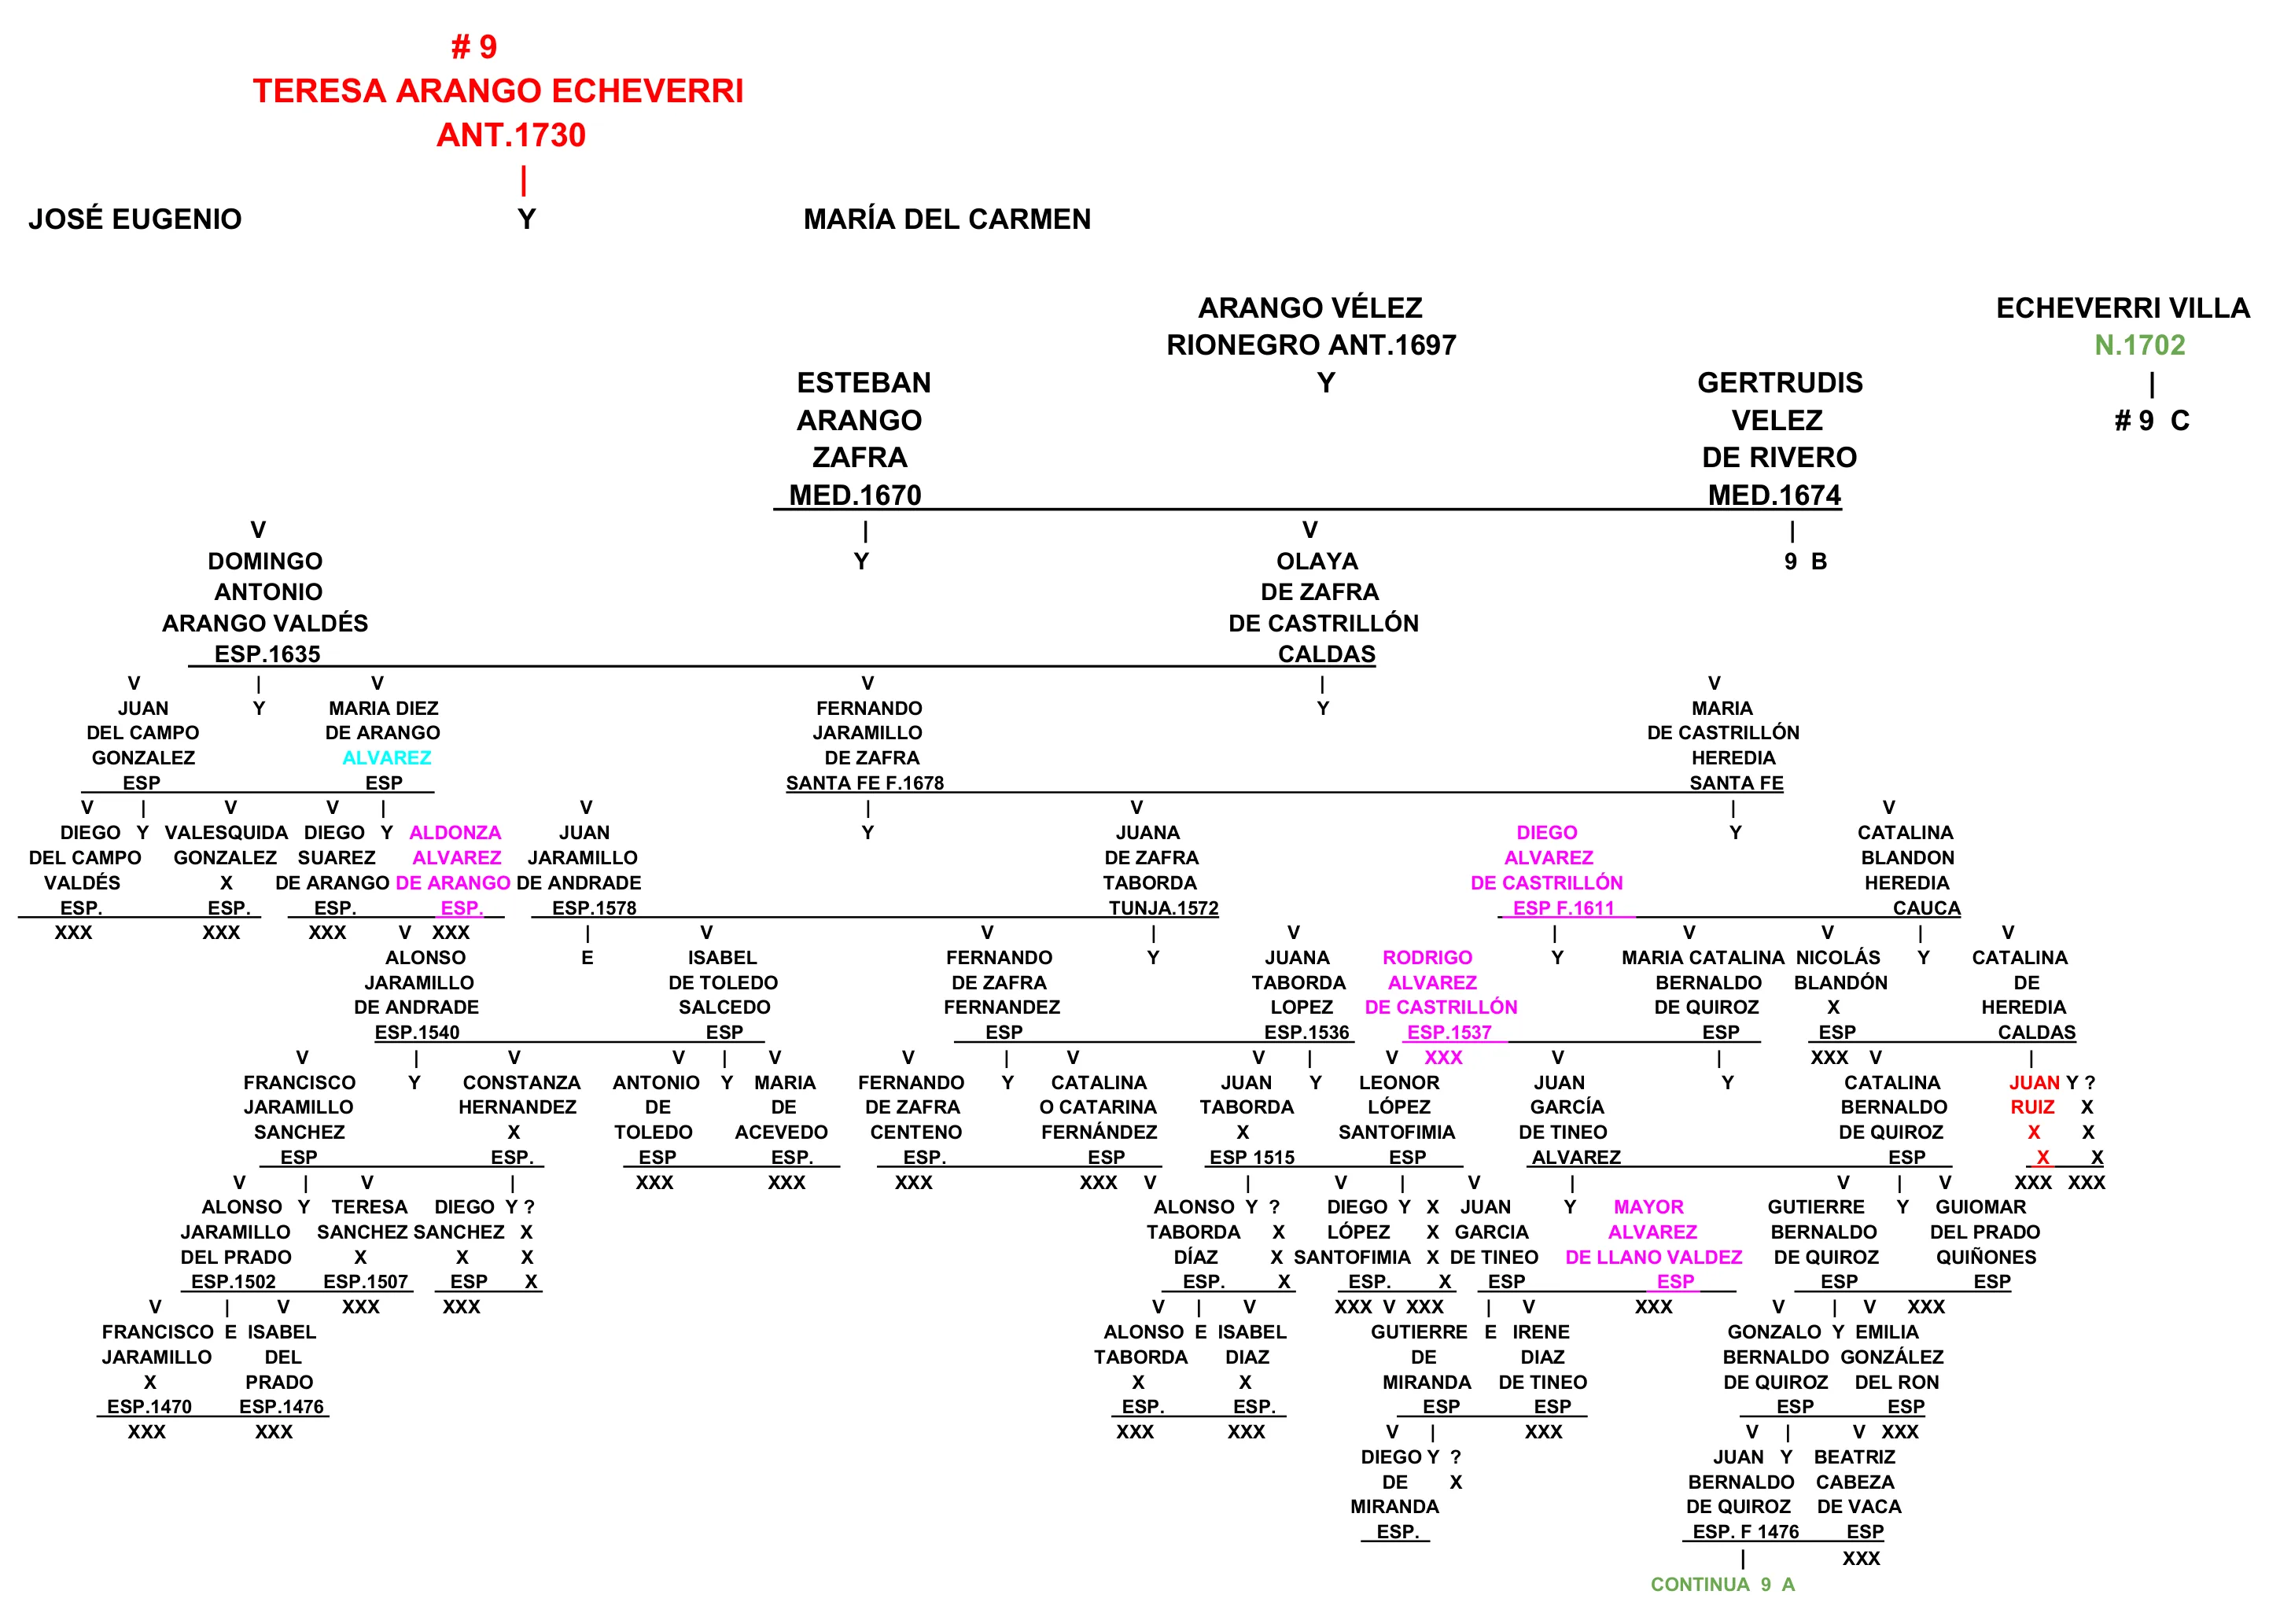 # 9
TERESA ARANGO ECHEVERRI
ANT.1730
|
JOSÉ EUGENIO Y MARÍA DEL CARMEN
ARANGO VÉLEZ ECHEVERRI VILLA
RIONEGRO ANT.1697 N.1702
ESTEBAN Y GERTRUDIS |
ARANGO VELEZ # 9 C
ZAFRA DE RIVERO
MED.1670 MED.1674
V | V |
DOMINGO Y OLAYA 9 B
ANTONIO DE ZAFRA
ARANGO VALDÉS DE CASTRILLÓN
ESP.1635 CALDAS
V | V V | V
JUAN Y MARIA DIEZ FERNANDO Y MARIA
DEL CAMPO DE ARANGO JARAMILLO DE CASTRILLÓN
GONZALEZ ALVAREZ DE ZAFRA HEREDIA
ESP ESP SANTA FE F.1678 SANTA FE
V | V V | V | V | V
DIEGO Y VALESQUIDA DIEGO Y ALDONZA JUAN Y JUANA DIEGO Y CATALINA
DEL CAMPO GONZALEZ SUAREZ ALVAREZ JARAMILLO DE ZAFRA ALVAREZ BLANDON
VALDÉS X DE ARANGO DE ARANGO DE ANDRADE TABORDA DE CASTRILLÓN HEREDIA
ESP. ESP. ESP. ESP. ESP.1578 TUNJA.1572 ESP F.1611 CAUCA
XXX XXX XXX V XXX | V V | V | V V | V
ALONSO E ISABEL FERNANDO Y JUANA RODRIGO Y MARIA CATALINA NICOLÁS Y CATALINA
JARAMILLO DE TOLEDO DE ZAFRA TABORDA ALVAREZ BERNALDO BLANDÓN DE
DE ANDRADE SALCEDO FERNANDEZ LOPEZ DE CASTRILLÓN DE QUIROZ X HEREDIA
ESP.1540 ESP ESP ESP.1536 ESP.1537 ESP ESP CALDAS
V | V V | V V | V V | V XXX V | XXX V |
FRANCISCO Y CONSTANZA ANTONIO Y MARIA FERNANDO Y CATALINA JUAN Y LEONOR JUAN Y CATALINA JUAN Y ?
JARAMILLO HERNANDEZ DE DE DE ZAFRA O CATARINA TABORDA LÓPEZ GARCÍA BERNALDO RUIZ X
SANCHEZ X TOLEDO ACEVEDO CENTENO FERNÁNDEZ X SANTOFIMIA DE TINEO DE QUIROZ X X
ESP ESP. ESP ESP. ESP. ESP ESP 1515 ESP ALVAREZ ESP X X
V | V | XXX XXX XXX XXX V | V | V | V | V XXX XXX
ALONSO Y TERESA DIEGO Y ? ALONSO Y ? DIEGO Y X JUAN Y MAYOR GUTIERRE Y GUIOMAR
JARAMILLO SANCHEZ SANCHEZ X TABORDA X LÓPEZ X GARCIA ALVAREZ BERNALDO DEL PRADO
DEL PRADO X X X DÍAZ X SANTOFIMIA X DE TINEO DE LLANO VALDEZ DE QUIROZ QUIÑONES
ESP.1502 ESP.1507 ESP X ESP. X ESP. X ESP ESP ESP ESP
V | V XXX XXX V | V XXX V XXX | V XXX V | V XXX
FRANCISCO E ISABEL ALONSO E ISABEL GUTIERRE E IRENE GONZALO Y EMILIA
JARAMILLO DEL TABORDA DIAZ DE DIAZ BERNALDO GONZÁLEZ
X PRADO X X MIRANDA DE TINEO DE QUIROZ DEL RON
ESP.1470 ESP.1476 ESP. ESP. ESP ESP ESP ESP
XXX XXX XXX XXX V | XXX V | V XXX
DIEGO Y ? JUAN Y BEATRIZ
DE X BERNALDO CABEZA
MIRANDA DE QUIROZ DE VACA
ESP. ESP. F 1476 ESP
| XXX
CONTINUA 9 A